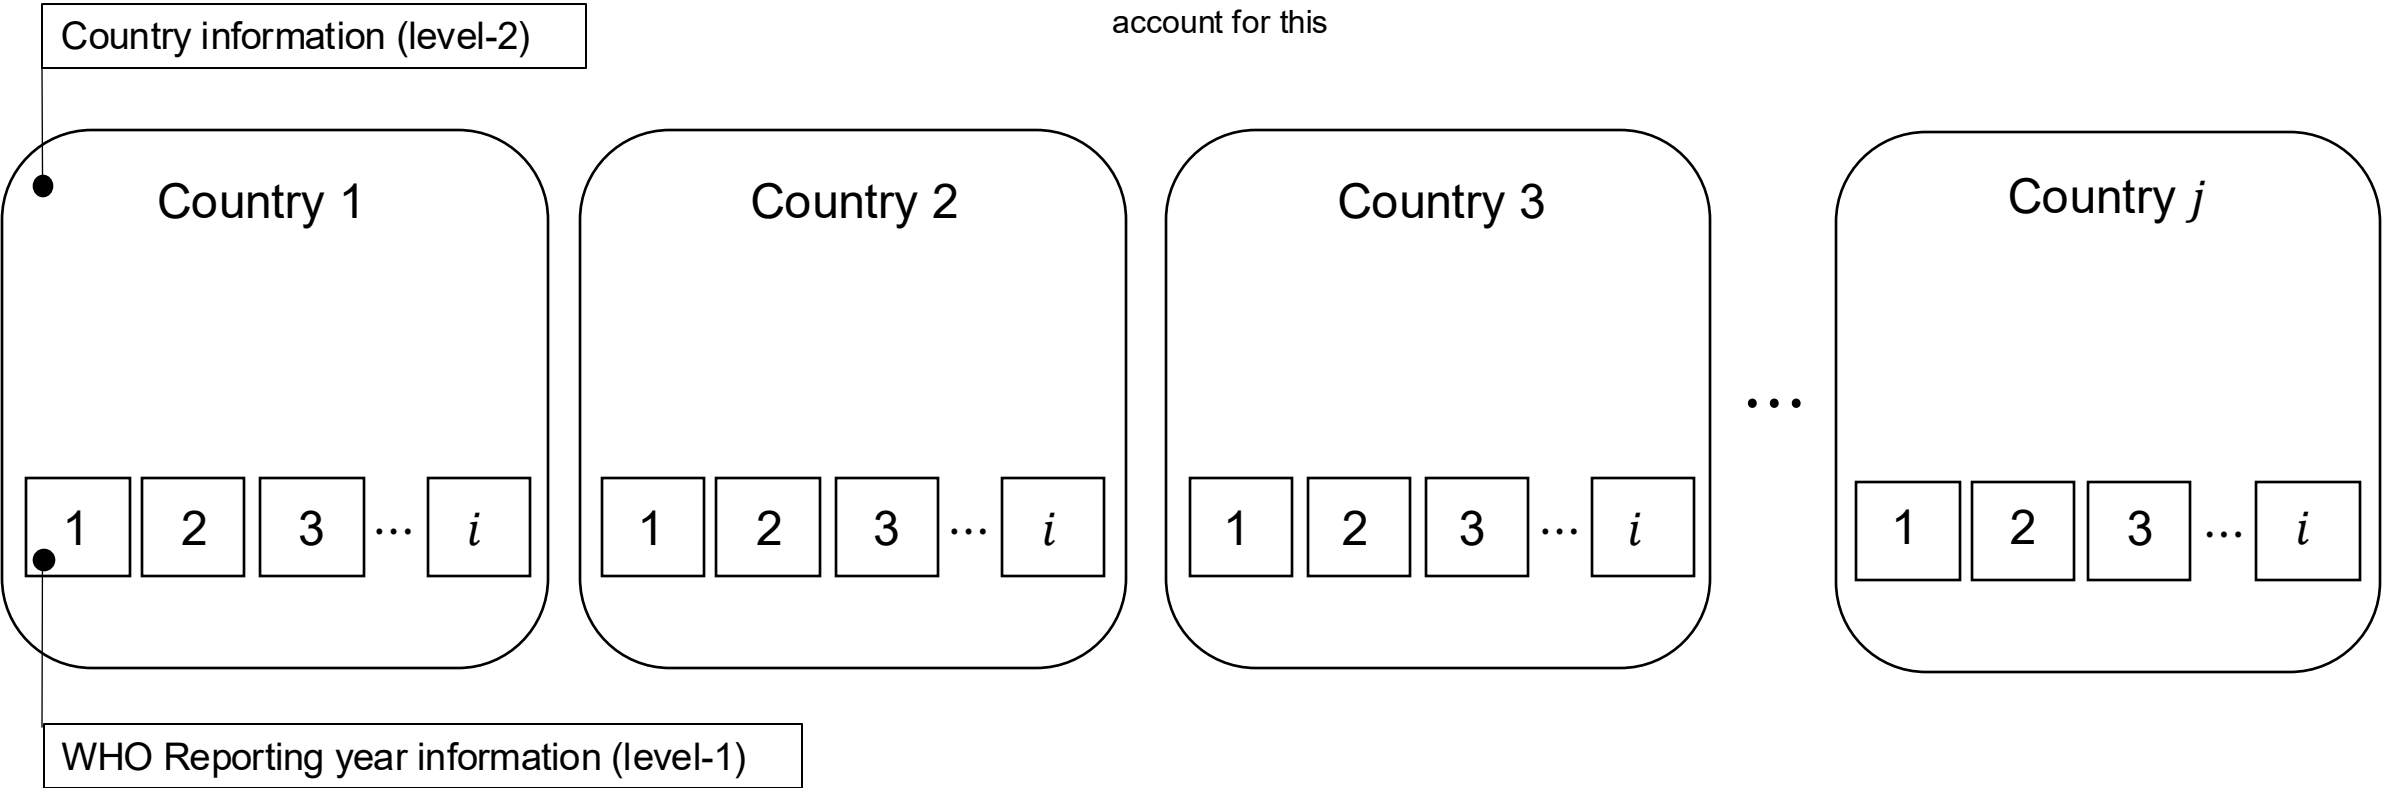 account for this
Country information (level-2)
Country 1
Country 2
Country 3
Country j
...
1 2 3 ... i
1 2 3 ... i
1 2 3 ... i
1 2 3 ... i
WHO Reporting year information (level-1)